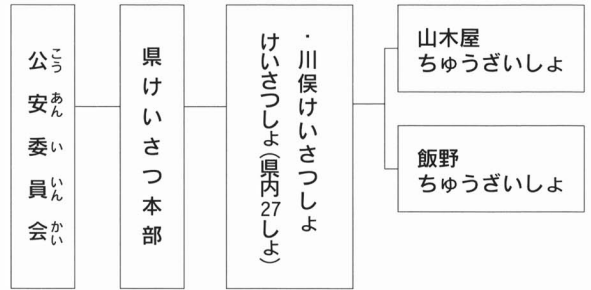 公安委員会
こう あん い いん かい
県けいさつ本部
・川俣けいさつしょ
けいさつしょ(県内27しょ)
山木屋
ちゅうざいしょ
飯野
ちゅうざいしょ